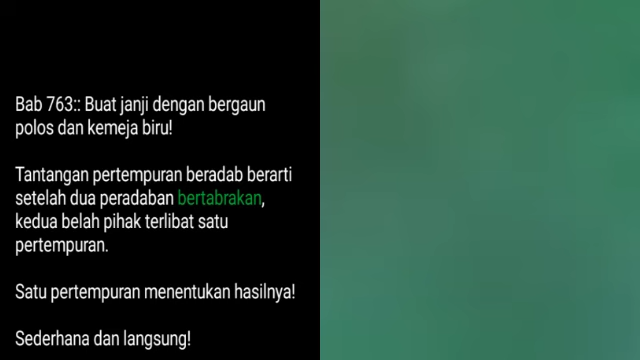 Bab 763:: Buat janji dengan bergaun
polos dan kemeja biru!
Tantangan pertempuran beradab berarti
setelah dua peradaban bertabrakan,
kedua belah pihak terlibat satu
pertempuran.
Satu pertempuran menentukan hasilnya!
Sederhana dan langsung!